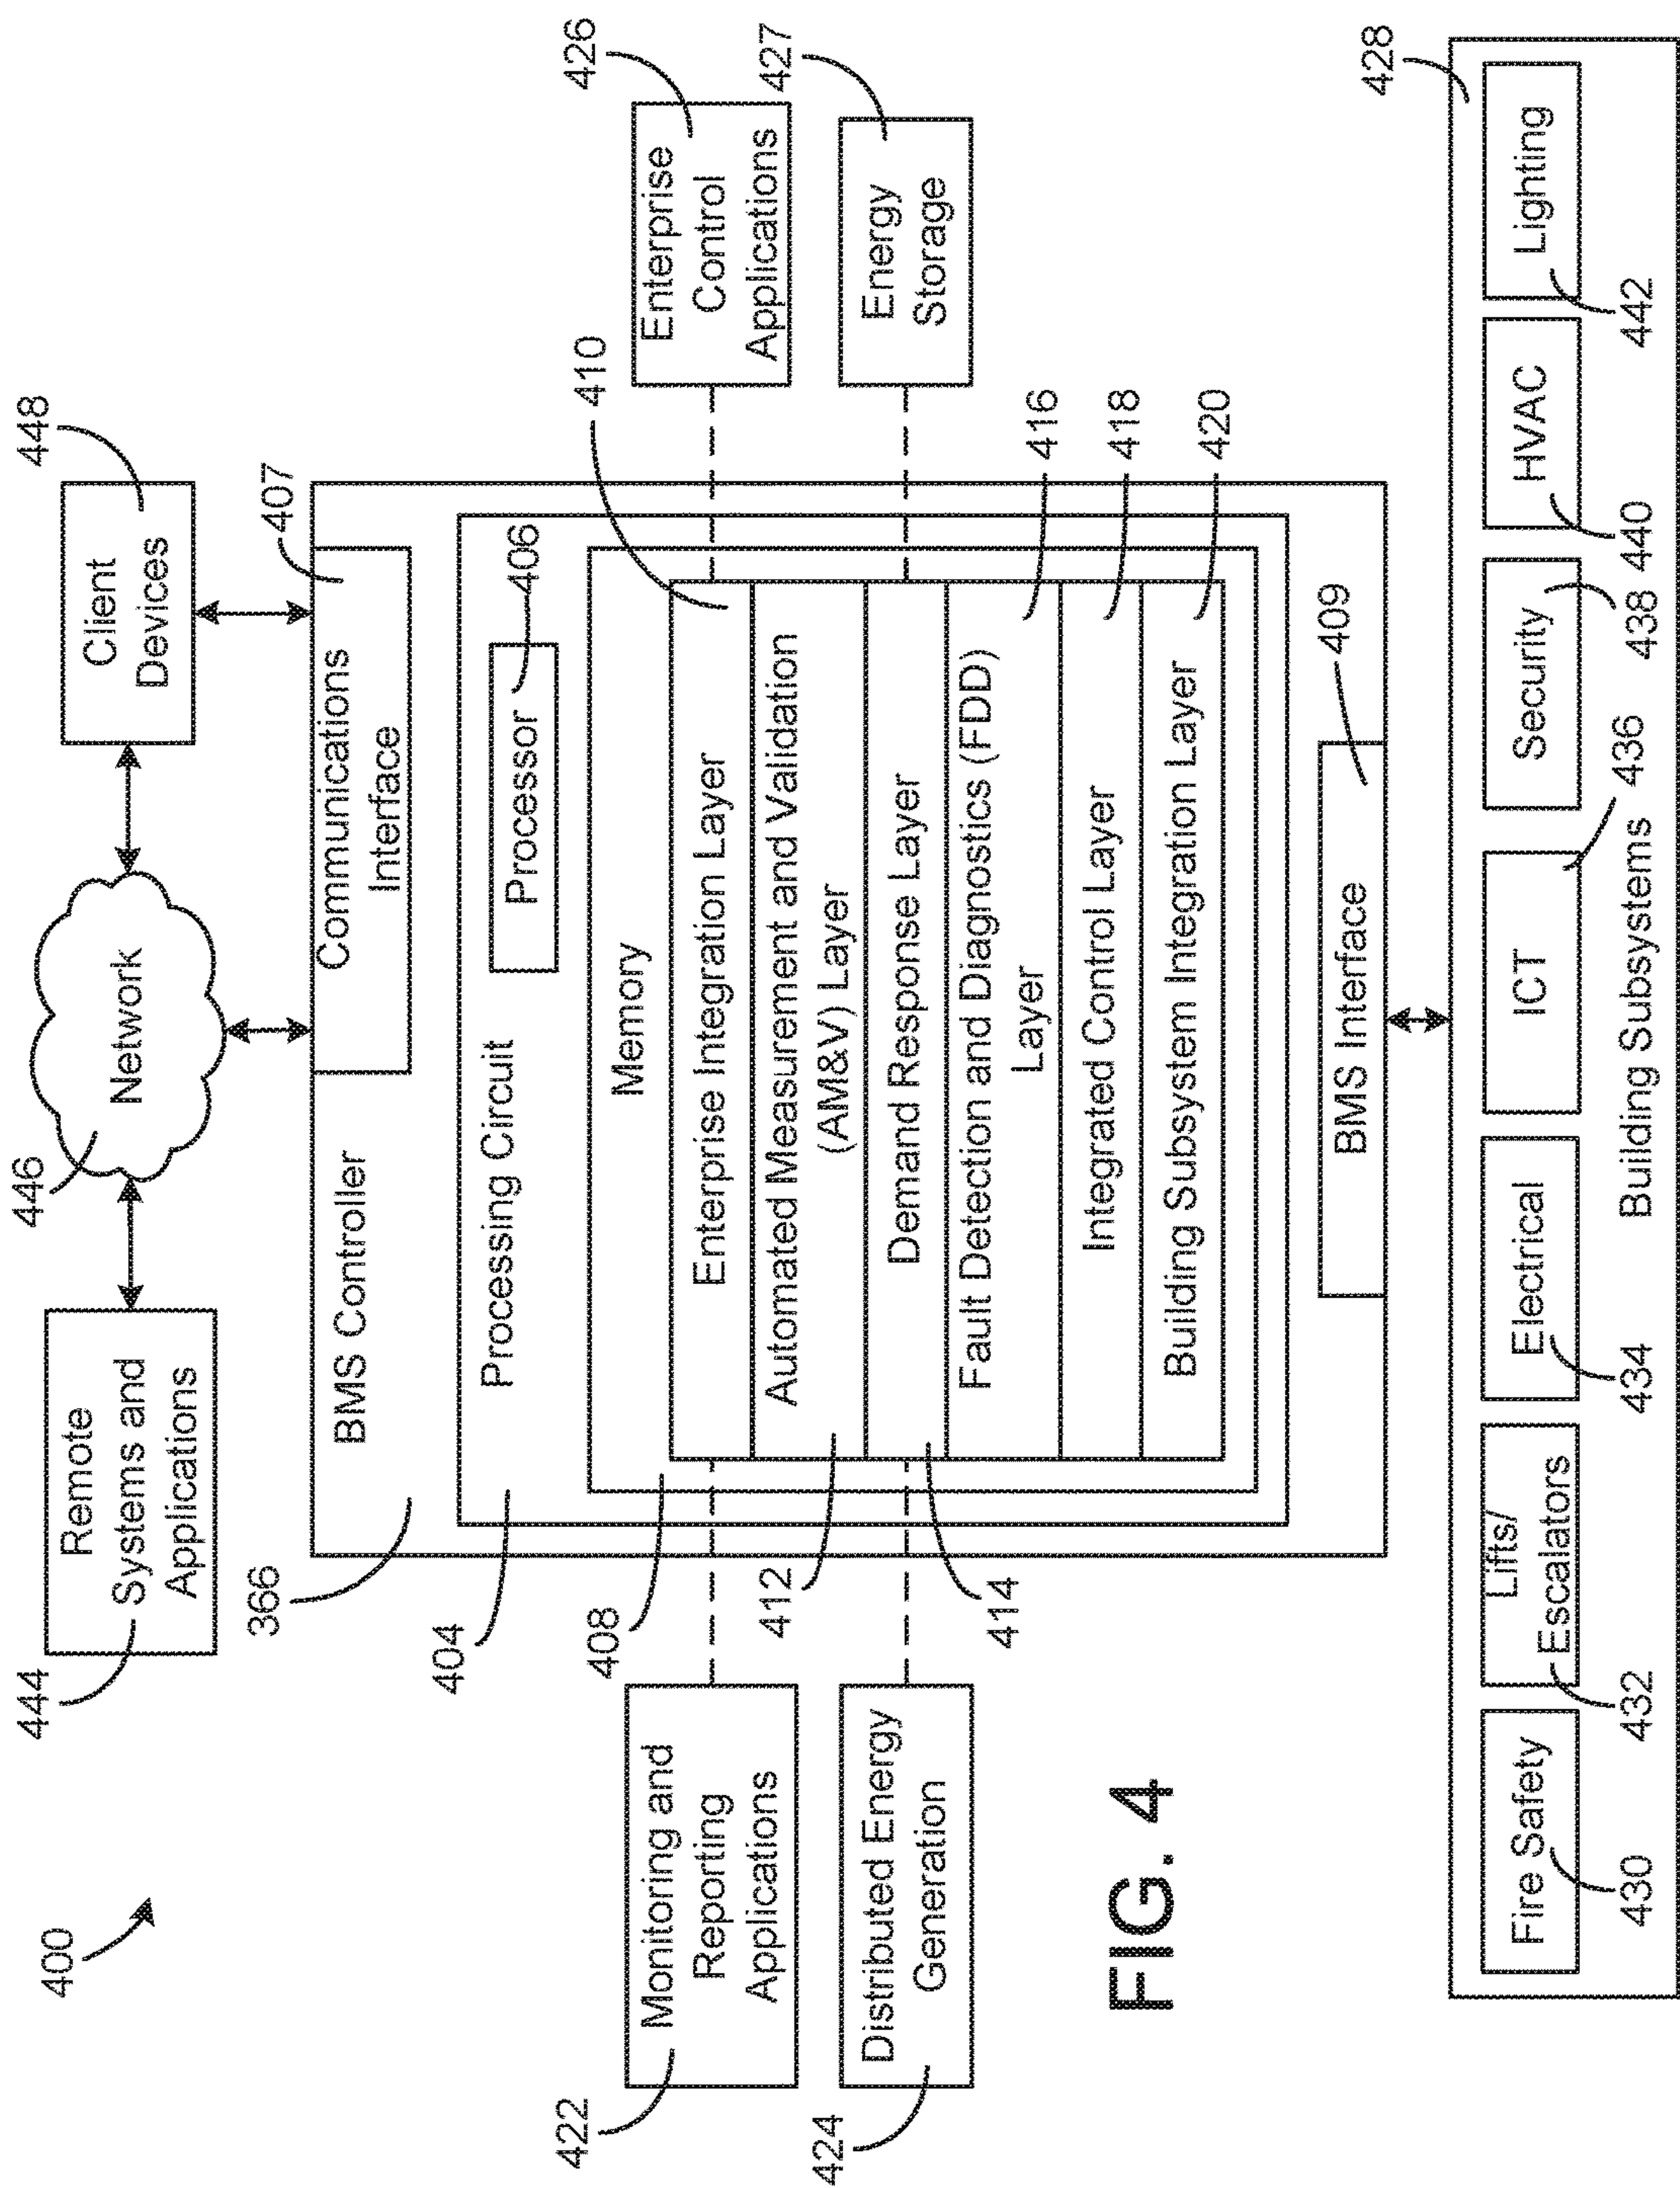 400
444
Remote
Systems and
Applications
446
Network
448
Client
Devices
366
BMS Controller
407
Communications
Interface
404
Processing Circuit
Processor
406
408
Memory
410
Enterprise Integration Layer
412
Automated Measurement and Validation
(AM&V) Layer
414
Demand Response Layer
416
Fault Detection and Diagnostics (FDD)
Layer
418
Integrated Control Layer
420
Building Subsystem Integration Layer
422
Monitoring and
Reporting
Applications
424
Distributed Energy
Generation
426
Enterprise
Control
Applications
427
Energy
Storage
409
BMS Interface
428
Fire Safety
430
Lifts/
Escalators
432
Electrical
434
ICT
436
Security
438
HVAC
440
Lighting
442
Building Subsystems
FIG. 4